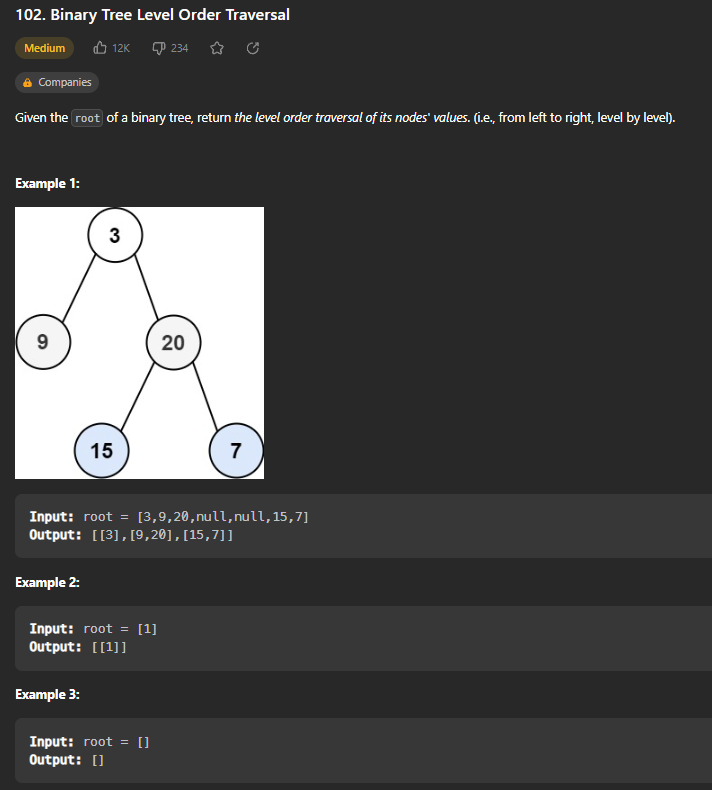 102. Binary Tree Level Order Traversal
Medium 12K 234
Companies
Given the root of a binary tree, return the level order traversal of its nodes' values. (i.e., from left to right, level by level).
Example 1:
3
9 20
15 7
Input: root = [3,9,20,null,null,15,7]
Output: [[3],[9,20],[15,7]]
Example 2:
Input: root = [1]
Output: [[1]]
Example 3:
Input: root = []
Output: []